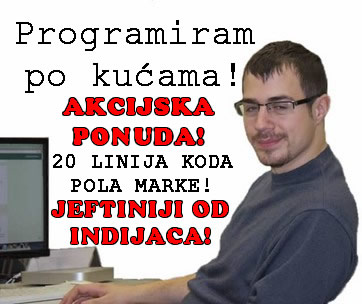 Programiram
po kućama!
AKCIJSKA
PONUDA!
20 LINIJA KODA
POLA MARKE!
JEFTINIJI OD
INDIJACA!